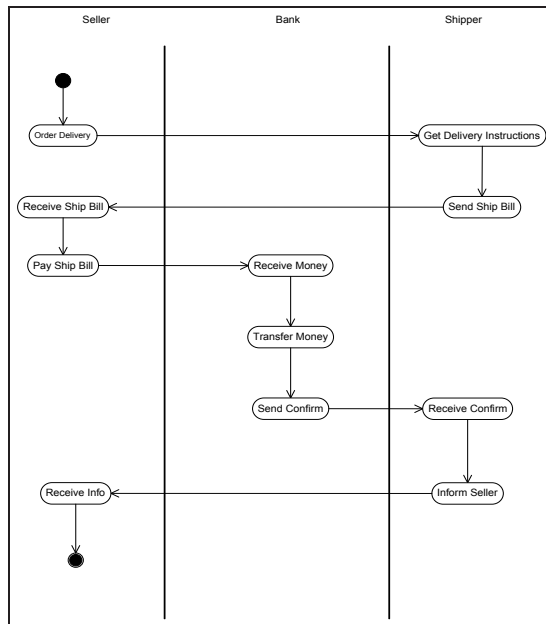 Seller
Bank
Shipper
Order Delivery
Get Delivery Instructions
Receive Ship Bill
Send Ship Bill
Pay Ship Bill
Receive Money
Transfer Money
Send Confirm
Receive Confirm
Receive Info
Inform Seller